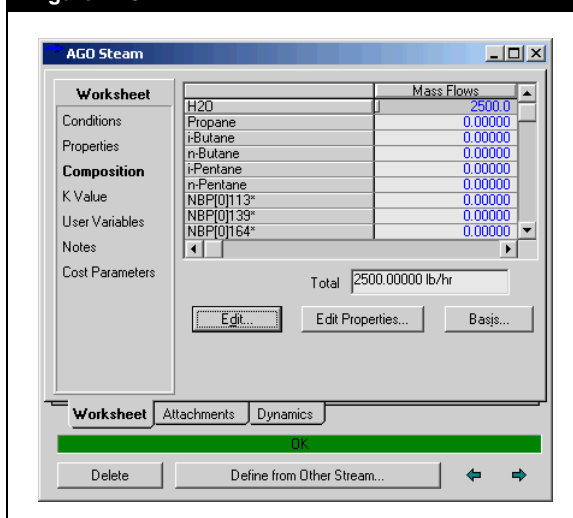 AGO Steam
Worksheet
Conditions
Properties
Composition
K Value
User Variables
Notes
Cost Parameters
Mass Flows
H2O 2500.0
Propane 0.00000
i-Butane 0.00000
n-Butane 0.00000
i-Pentane 0.00000
n-Pentane 0.00000
NBP[0]113* 0.00000
NBP[0]139* 0.00000
NBP[0]164* 0.00000
Total 2500.00000 lb/hr
Edit... Edit Properties... Basis...
Worksheet Attachments Dynamics
OK
Delete Define from Other Stream...